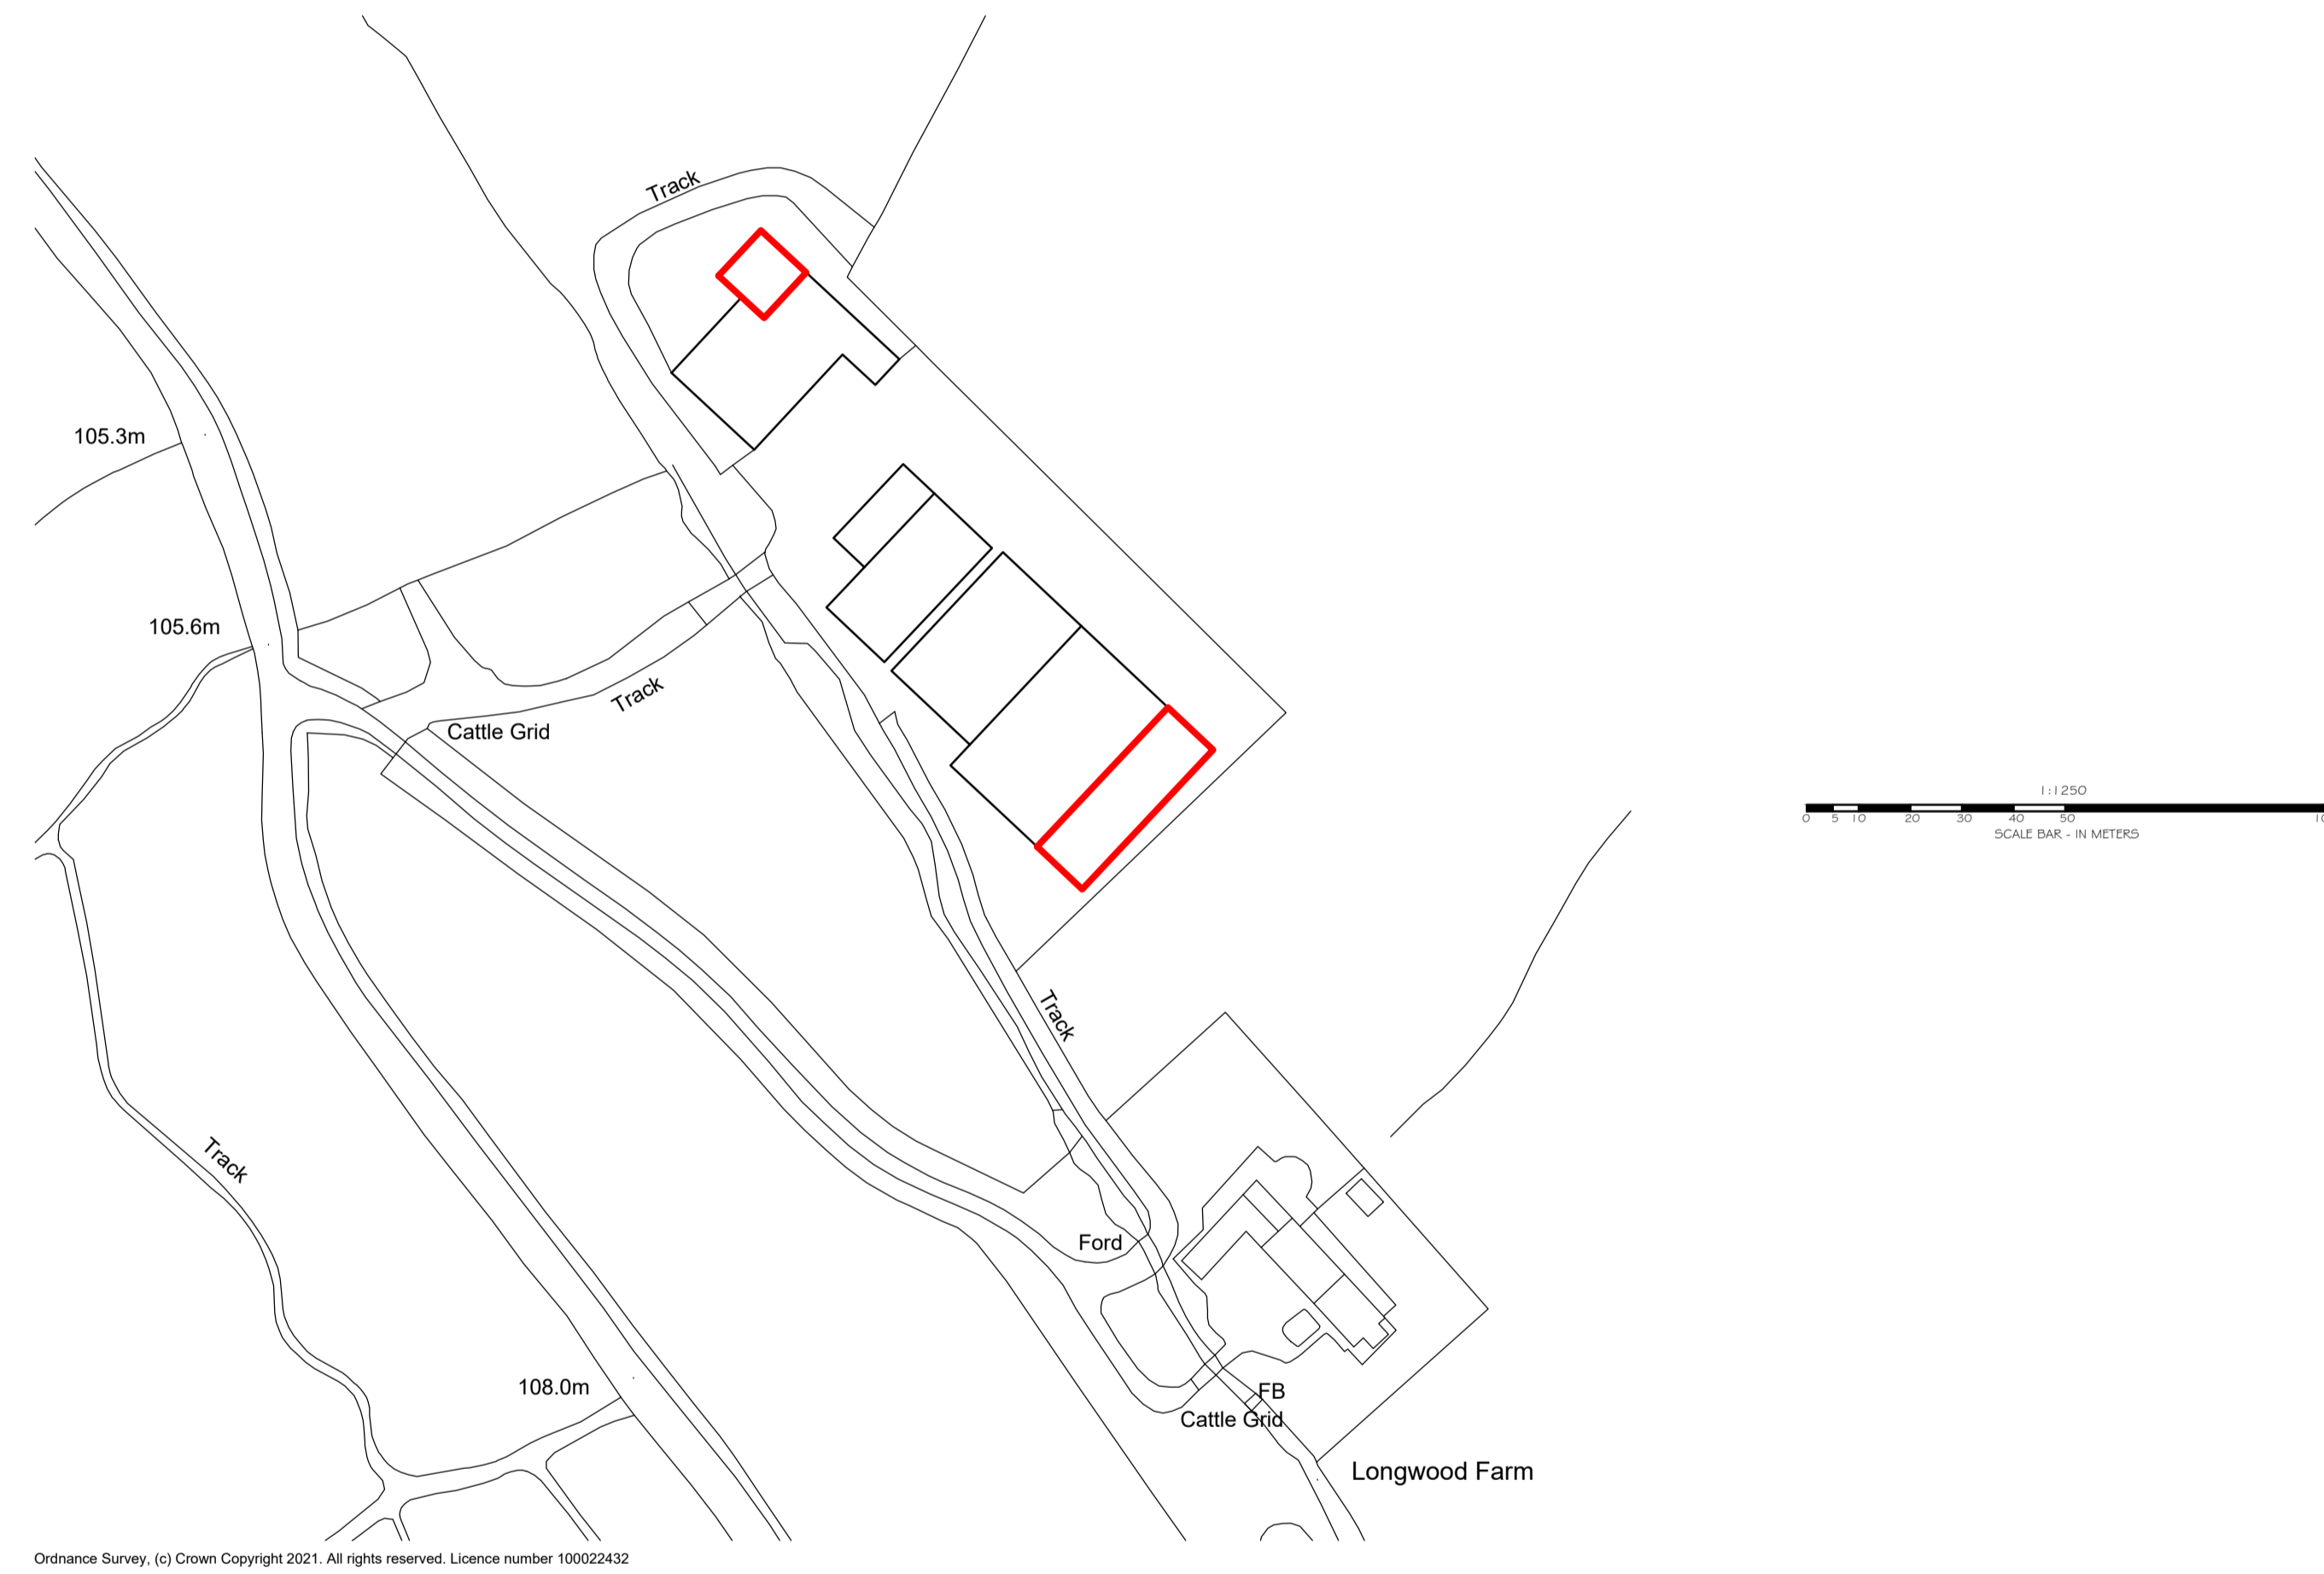 Track
105.3m
105.6m
Track
Cattle Grid
1:1250
0 5 10 20 30 40 50 10
SCALE BAR - IN METERS
Track
Track
Ford
108.0m
FB
Cattle Grid
Longwood Farm
Ordnance Survey, (c) Crown Copyright 2021. All rights reserved. Licence number 100022432